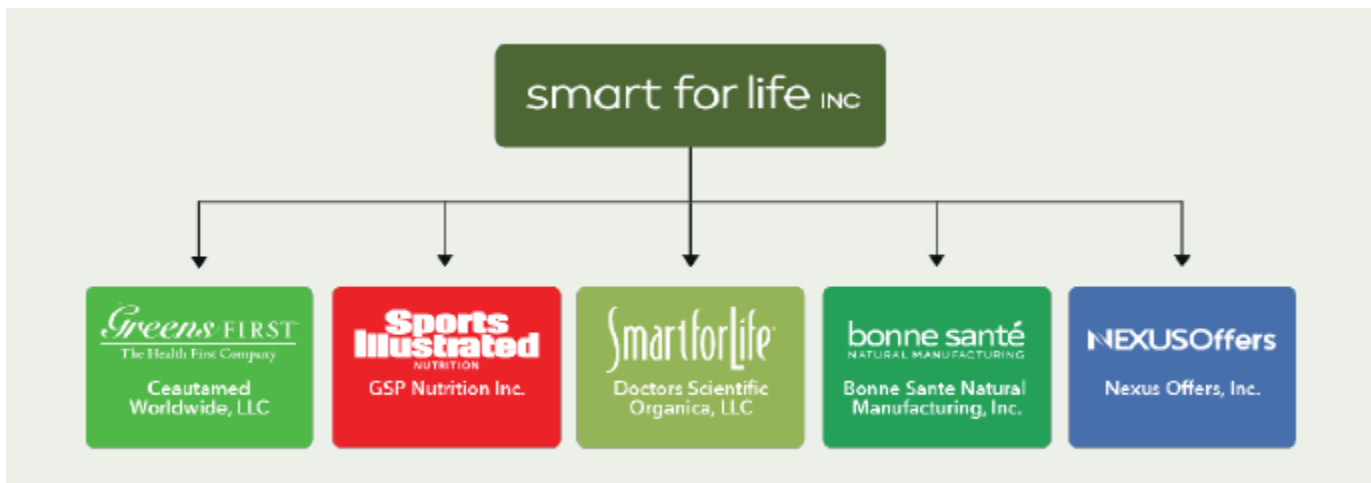 smart for life INC
Greens FIRST
The Health First Company
Ceautamed
Worldwide, LLC
Sports
Illustrated
NUTRITION
GSP Nutrition Inc.
SmartforLife
Doctors Scientific
Organica, LLC
bonne santé
NATURAL MANUFACTURING
Bonne Sante Natural
Manufacturing, Inc.
NEXUSOffers
Nexus Offers, Inc.